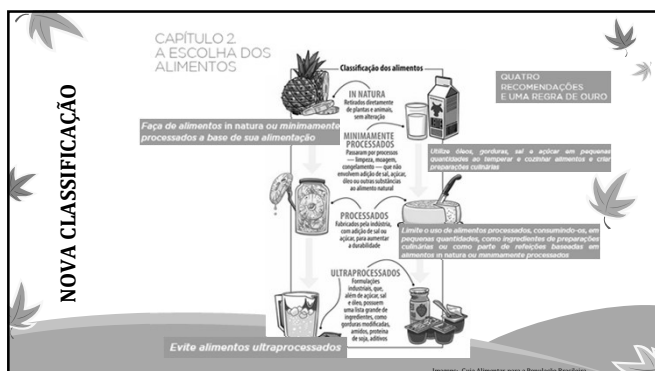 CAPÍTULO 2.
A ESCOLHA DOS
ALIMENTOS
NOVA CLASSIFICAÇÃO
QUATRO
RECOMENDAÇÕES
E UMA REGRA DE OURO
Classificação dos alimentos
IN NATURA
Retirados diretamente
de plantas e animais,
sem alteração
Faça de alimentos in natura ou minimamente
processados a base de sua alimentação
MINIMAMENTE
PROCESSADOS
Passaram por processos
— limpeza, moagem,
congelamento — que não
envolvem adição de sal, açúcar,
óleo ou outras substâncias
ao alimento natural
Utilize óleos, gorduras, sal e açúcar em pequenas
quantidades ao temperar e cozinhar alimentos e criar
preparações culinárias
PROCESSADOS
Fabricados pela indústria,
com adição de sal ou
açúcar, para aumentar
a durabilidade
Limite o uso de alimentos processados, consumindo-os, em
pequenas quantidades, como ingredientes de preparações
culinárias ou como parte de refeições baseadas em
alimentos in natura ou minimamente processados
ULTRAPROCESSADOS
Formulações
industriais, que,
além de açúcar, sal
e óleo, possuem
uma lista grande de
ingredientes, como
gorduras modificadas,
amidos, proteína
de soja, aditivos
Evite alimentos ultraprocessados